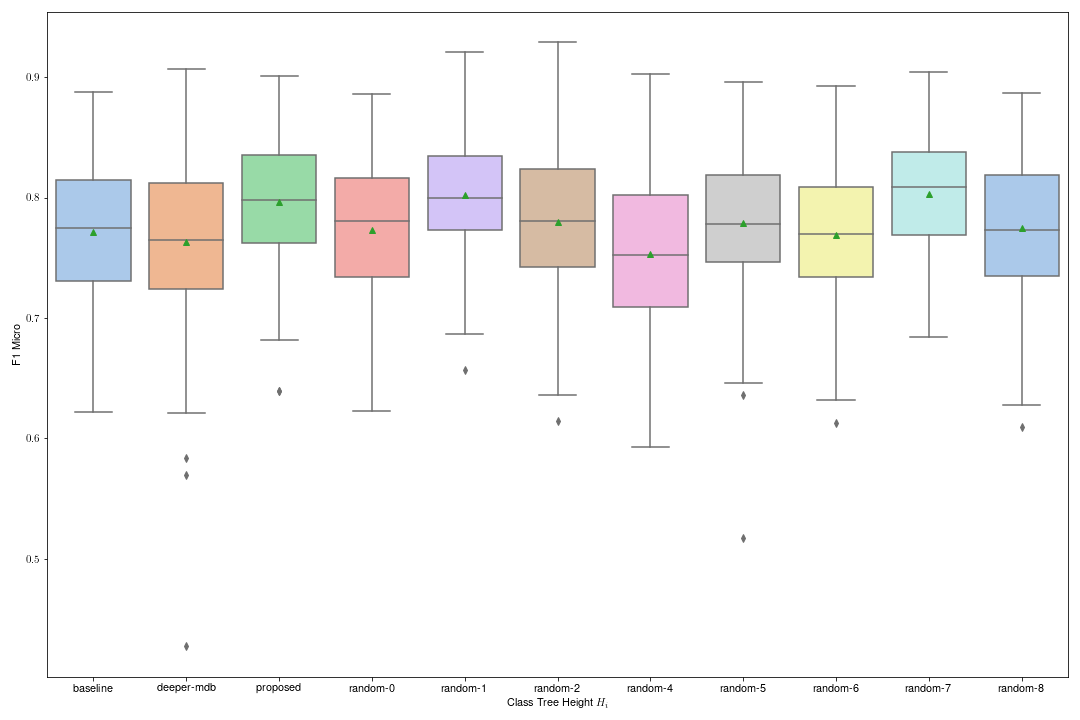 0.9
0.8
0.7
0.6
0.5
F1 Micro
baseline deeper-mdb proposed random-0 random-1 random-2 random-4 random-5 random-6 random-7 random-8
Class Tree Height H_i